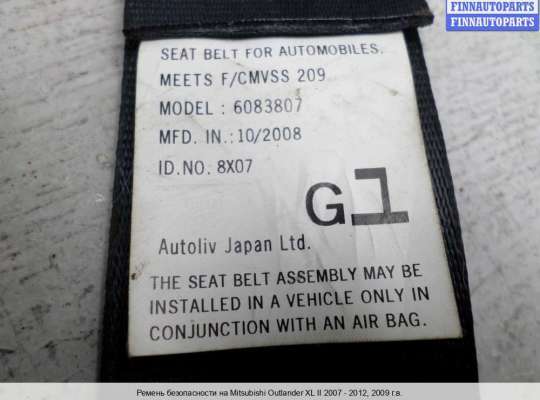 FINNAUTOPARTS
FINNAUTOPARTS
SEAT BELT FOR AUTOMOBILES.
MEETS F/CMVSS 209
MODEL : 6083807
MFD. IN.:10/2008
ID.NO. 8X07
G1
Autoliv Japan Ltd.
THE SEAT BELT ASSEMBLY MAY BE
INSTALLED IN A VEHICLE ONLY IN
CONJUNCTION WITH AN AIR BAG.
Ремень безопасности на Mitsubishi Outlander XL II 2007 - 2012, 2009 г.в.